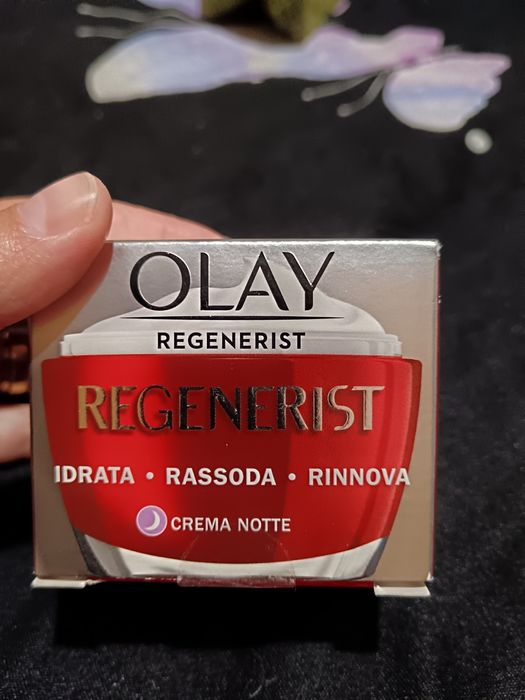 OLAY
REGENERIST
REGENERIST
IDRATA • RASSODA • RINNOVA
CREMA NOTTE